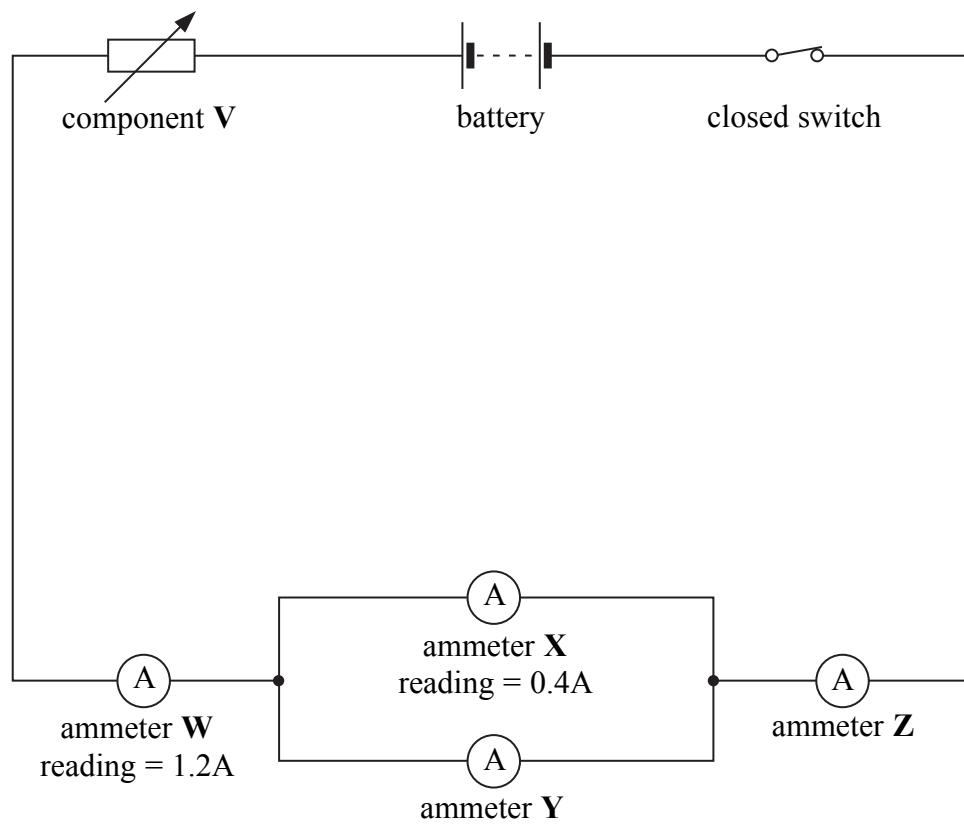 component V
battery
closed switch
A
ammeter X
reading = 0.4A
A
ammeter W
reading = 1.2A
A
ammeter Z
A
ammeter Y